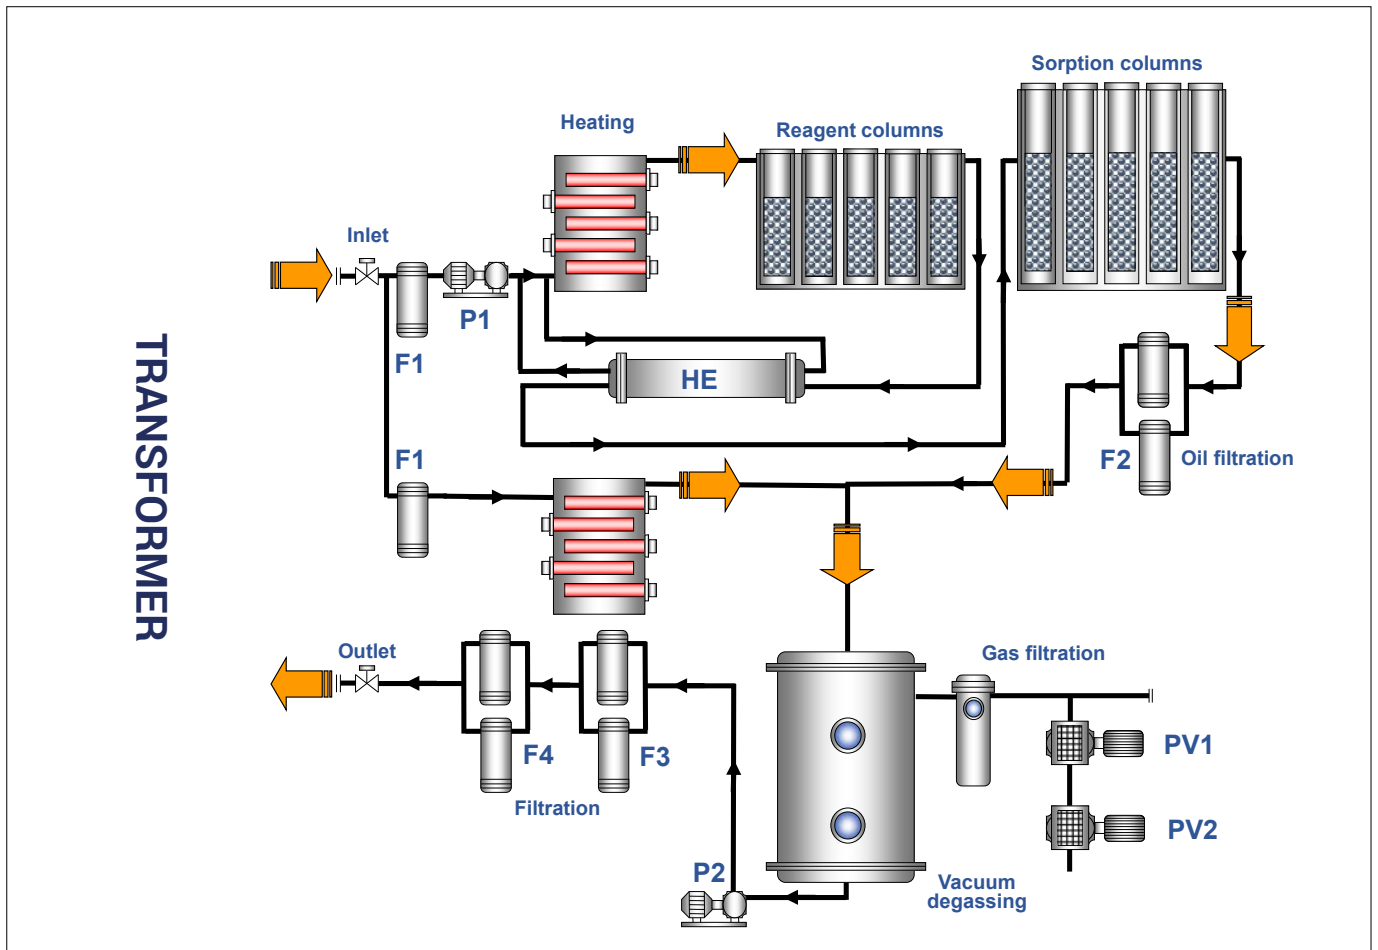 Sorption columns
Heating
Reagent columns
Inlet
P1
F1
HE
TRANSFORMER
F1
F2
Oil filtration
Outlet
Gas filtration
F4
F3
PV1
Filtration
PV2
P2
Vacuum
degassing